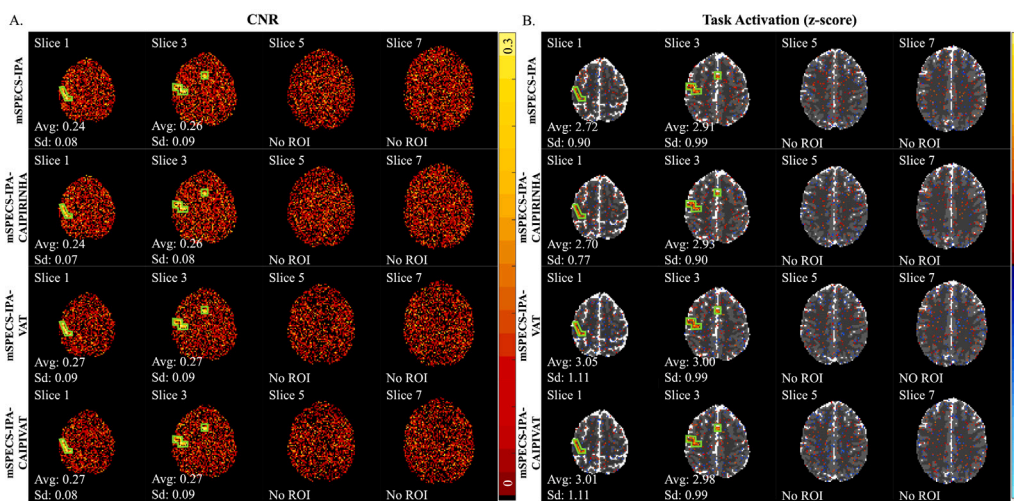 A.
CNR
mSPECS-IPA
Slice 1
Slice 3
Slice 5
Slice 7
Avg: 0.24
Sd: 0.08
Avg: 0.26
Sd: 0.09
No ROI
No ROI
mSPECS-IPA-
CAIPIRINHA
Slice 1
Slice 3
Slice 5
Slice 7
Avg: 0.24
Sd: 0.07
Avg: 0.26
Sd: 0.08
No ROI
No ROI
mSPECS-IPA-
VAT
Slice 1
Slice 3
Slice 5
Slice 7
Avg: 0.27
Sd: 0.09
Avg: 0.27
Sd: 0.09
No ROI
No ROI
mSPECS-IPA-
CAIPIVAT
Slice 1
Slice 3
Slice 5
Slice 7
Avg: 0.27
Sd: 0.08
Avg: 0.27
Sd: 0.09
No ROI
No ROI
0.3
0
B.
Task Activation (z-score)
mSPECS-IPA
Slice 1
Slice 3
Slice 5
Slice 7
Avg: 2.72
Sd: 0.90
Avg: 2.91
Sd: 0.99
No ROI
No ROI
mSPECS-IPA-
CAIPIRINHA
Slice 1
Slice 3
Slice 5
Slice 7
Avg: 2.70
Sd: 0.77
Avg: 2.93
Sd: 0.90
No ROI
No ROI
mSPECS-IPA-
VAT
Slice 1
Slice 3
Slice 5
Slice 7
Avg: 3.05
Sd: 1.11
Avg: 3.00
Sd: 0.99
No ROI
NO ROI
mSPECS-IPA-
CAIPIVAT
Slice 1
Slice 3
Slice 5
Slice 7
Avg: 3.01
Sd: 1.11
Avg: 2.98
Sd: 0.99
No ROI
No ROI